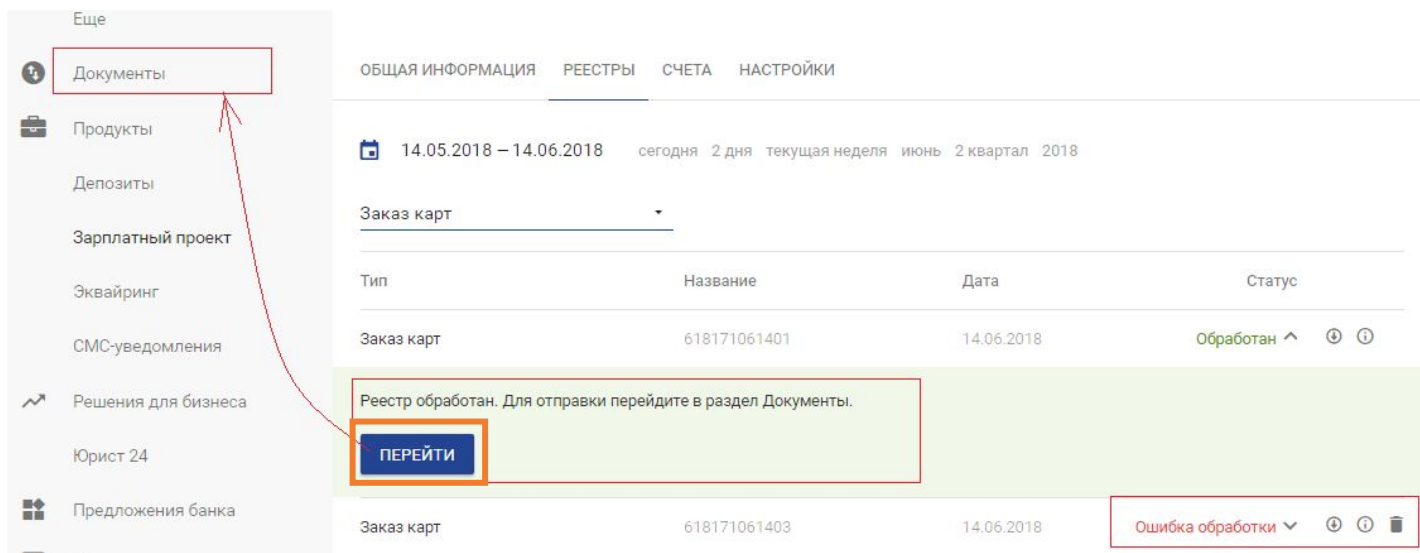 Еще
Документы
Продукты
Депозиты
Зарплатный проект
Эквайринг
СМС-уведомления
Решения для бизнеса
Юрист 24
Предложения банка
ОБЩАЯ ИНФОРМАЦИЯ РЕЕСТРЫ СЧЕТА НАСТРОЙКИ
14.05.2018 – 14.06.2018 сегодня 2 дня текущая неделя июнь 2 квартал 2018
Заказ карт
Тип Название Дата Статус
Заказ карт 618171061401 14.06.2018 Обработан
Реестр обработан. Для отправки перейдите в раздел Документы.
ПЕРЕЙТИ
Заказ карт 618171061403 14.06.2018 Ошибка обработки